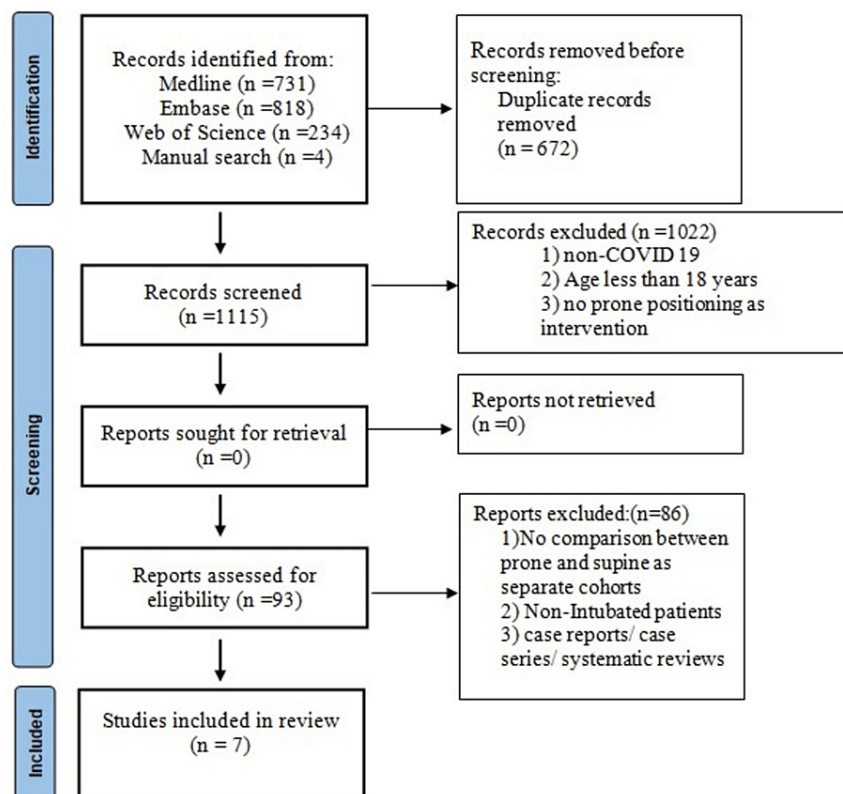 Identification
Records identified from:
Medline (n =731)
Embase (n =818)
Web of Science (n =234)
Manual search (n =4)
Records removed before
screening:
Duplicate records
removed
(n = 672)
Screening
Records screened
(n =1115)
Records excluded (n =1022)
1) non-COVID 19
2) Age less than 18 years
3) no prone positioning as
intervention
Reports sought for retrieval
(n =0)
Reports not retrieved
(n =0)
Reports assessed for
eligibility (n =93)
Reports excluded:(n=86)
1)No comparison between
prone and supine as
separate cohorts
2) Non-Intubated patients
3) case reports/ case
series/ systematic reviews
Included
Studies included in review
(n = 7)